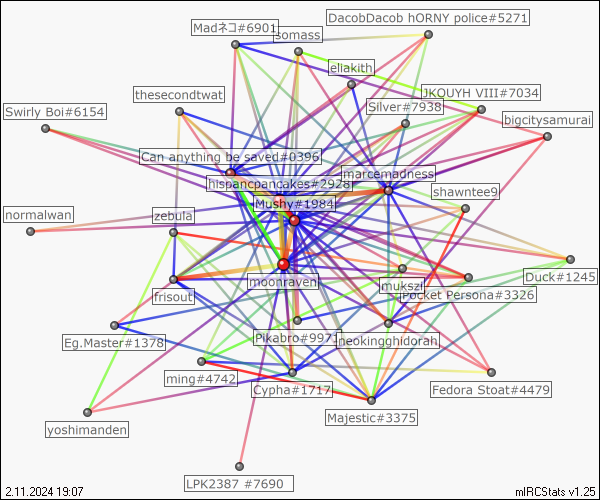 DacobDacob hORNY police#5271
Madネコ#6901
somass
eliakith
JKOUYH VIII#7034
thesecondtwat
Silver#7938
Swirly Boi#6154
bigcitysamurai
Can anything be saved#0396
marcemadness
hispancpancakes#2928
shawntee9
Mushy#1984
normalwan
zebula
moonraven
mukszi
Duck#1245
frisout
Pocket Persona#3326
Eg.Master#1378
Pikabro#9971
neokingghidorah
ming#4742
Cypha#1717
Fedora Stoat#4479
Majestic#3375
yoshimanden
LPK2387 #7690
2.11.2024 19:07
mIRCStats v1.25